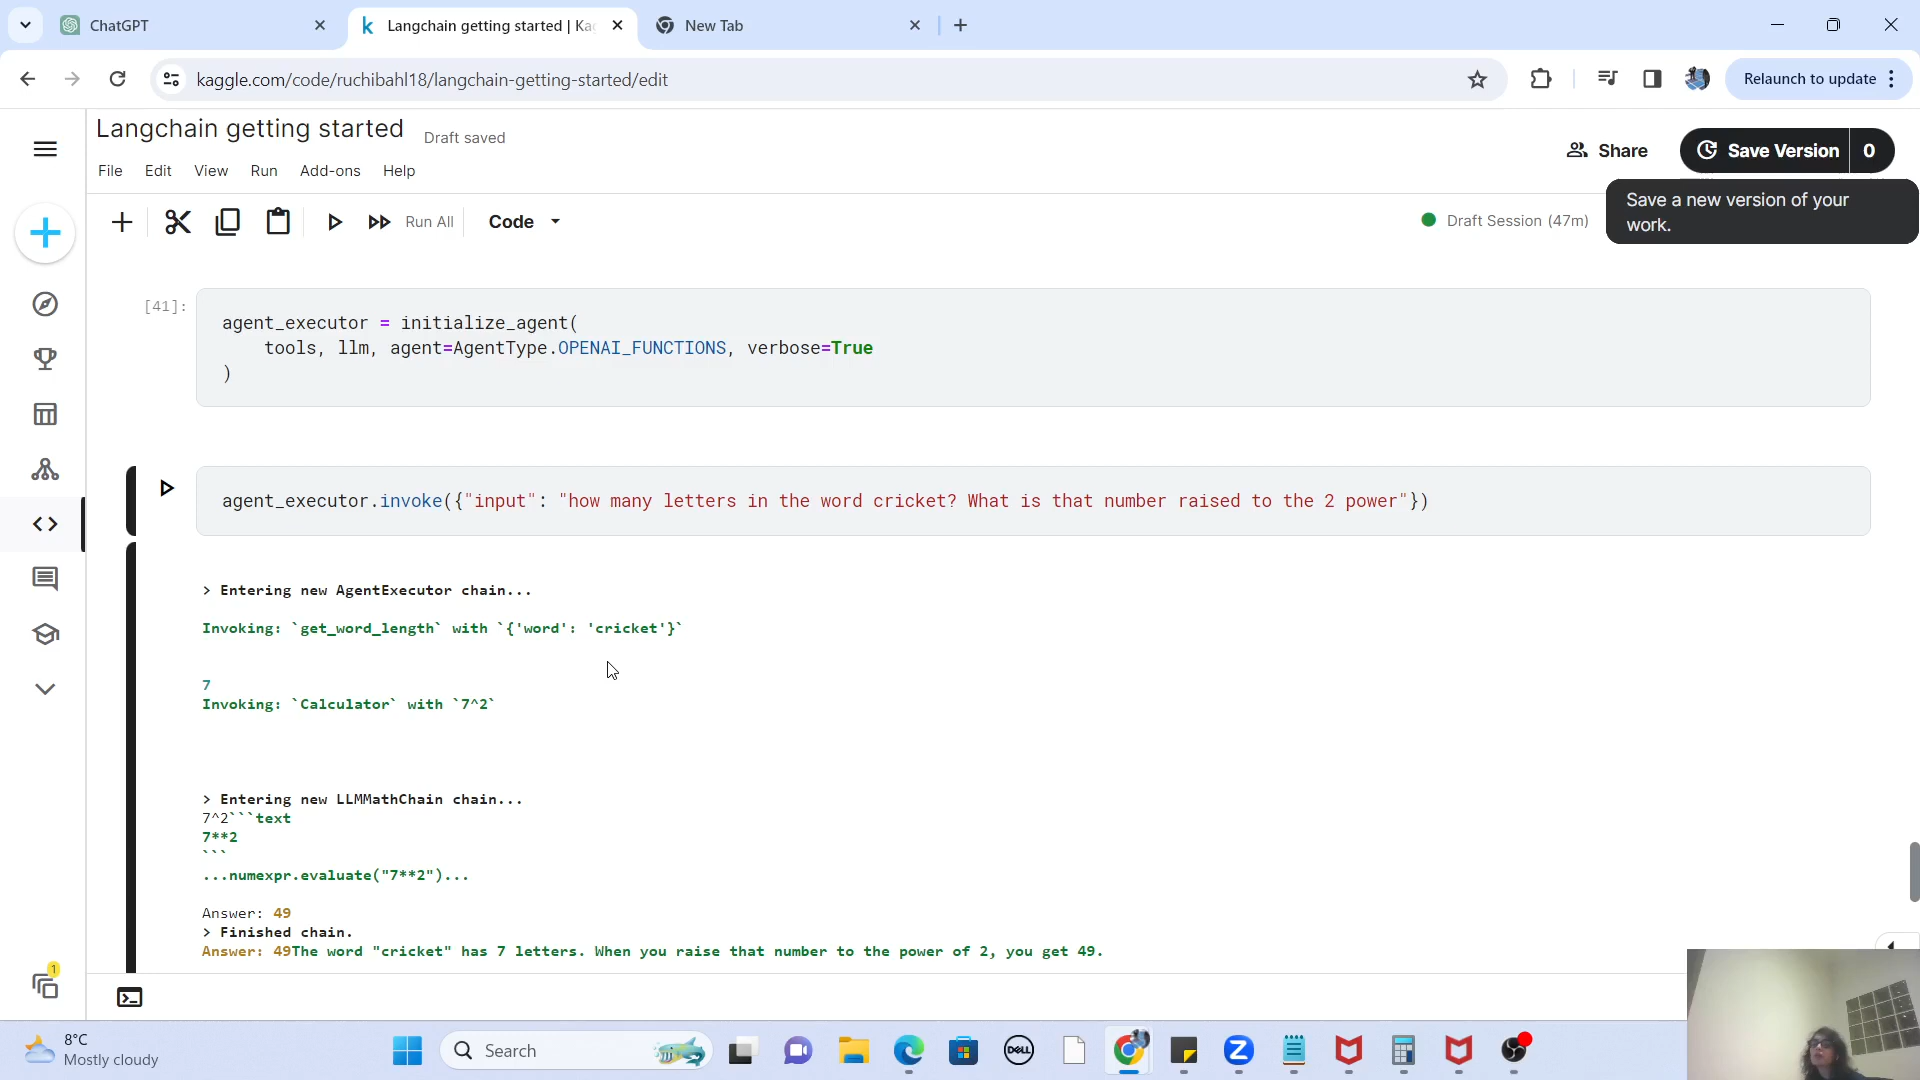 ChatGPT
Langchain getting started | Ka
New Tab
kaggle.com/code/ruchibahl18/langchain-getting-started/edit
Relaunch to update
Langchain getting started
Draft saved
File Edit View Run Add-ons Help
Share
Save Version 0
Save a new version of your
work.
Run All
Code
Draft Session (47m)
[41]:
agent_executor = initialize_agent(
tools, llm, agent=AgentType.OPENAI_FUNCTIONS, verbose=True
)
agent_executor.invoke({"input": "how many letters in the word cricket? What is that number raised to the 2 power"})
> Entering new AgentExecutor chain...
Invoking: `get_word_length` with `{'word': 'cricket'}`
7
Invoking: `Calculator` with `7^2`
> Entering new LLMMathChain chain...
7^2```text
7**2
```
...numexpr.evaluate("7**2")...
Answer: 49
> Finished chain.
Answer: 49The word "cricket" has 7 letters. When you raise that number to the power of 2, you get 49.
1
8°C
Mostly cloudy
Search
DELL